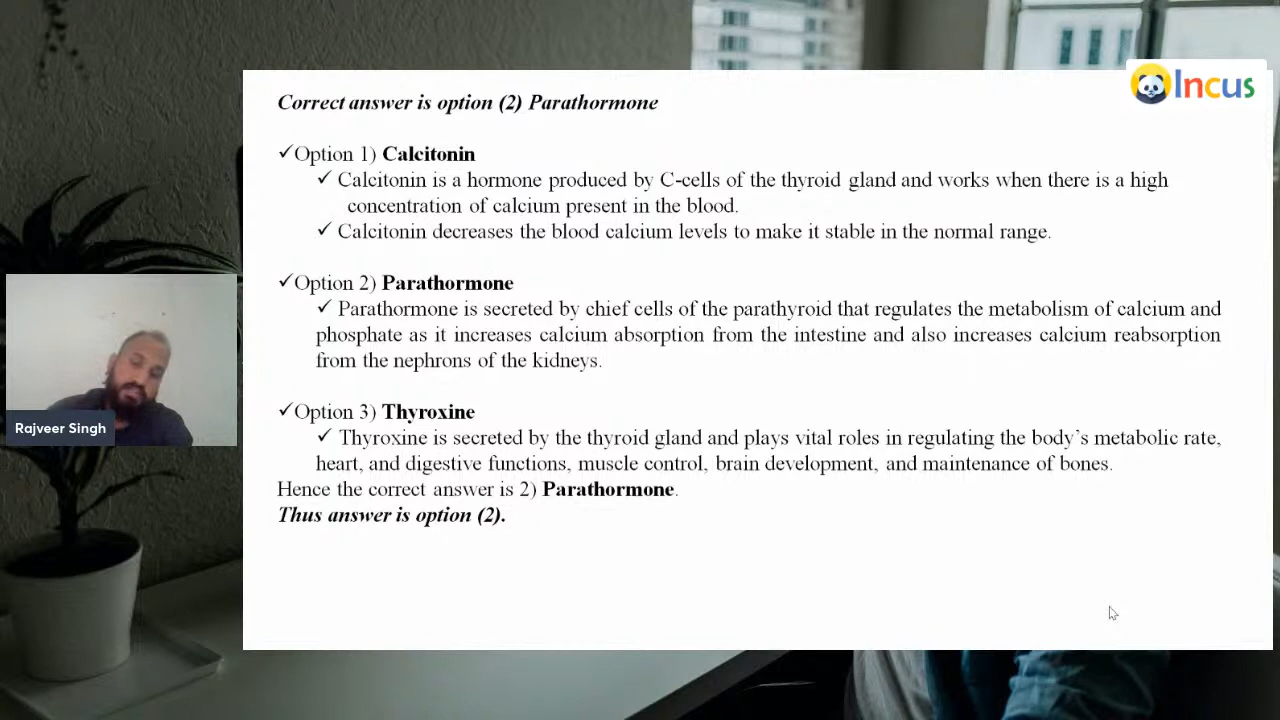 Incus
Correct answer is option (2) Parathormone
✓Option 1) Calcitonin
✓ Calcitonin is a hormone produced by C-cells of the thyroid gland and works when there is a high
concentration of calcium present in the blood.
✓ Calcitonin decreases the blood calcium levels to make it stable in the normal range.
✓Option 2) Parathormone
✓ Parathormone is secreted by chief cells of the parathyroid that regulates the metabolism of calcium and
phosphate as it increases calcium absorption from the intestine and also increases calcium reabsorption
from the nephrons of the kidneys.
✓Option 3) Thyroxine
✓ Thyroxine is secreted by the thyroid gland and plays vital roles in regulating the body’s metabolic rate,
heart, and digestive functions, muscle control, brain development, and maintenance of bones.
Hence the correct answer is 2) Parathormone.
Thus answer is option (2).
Rajveer Singh